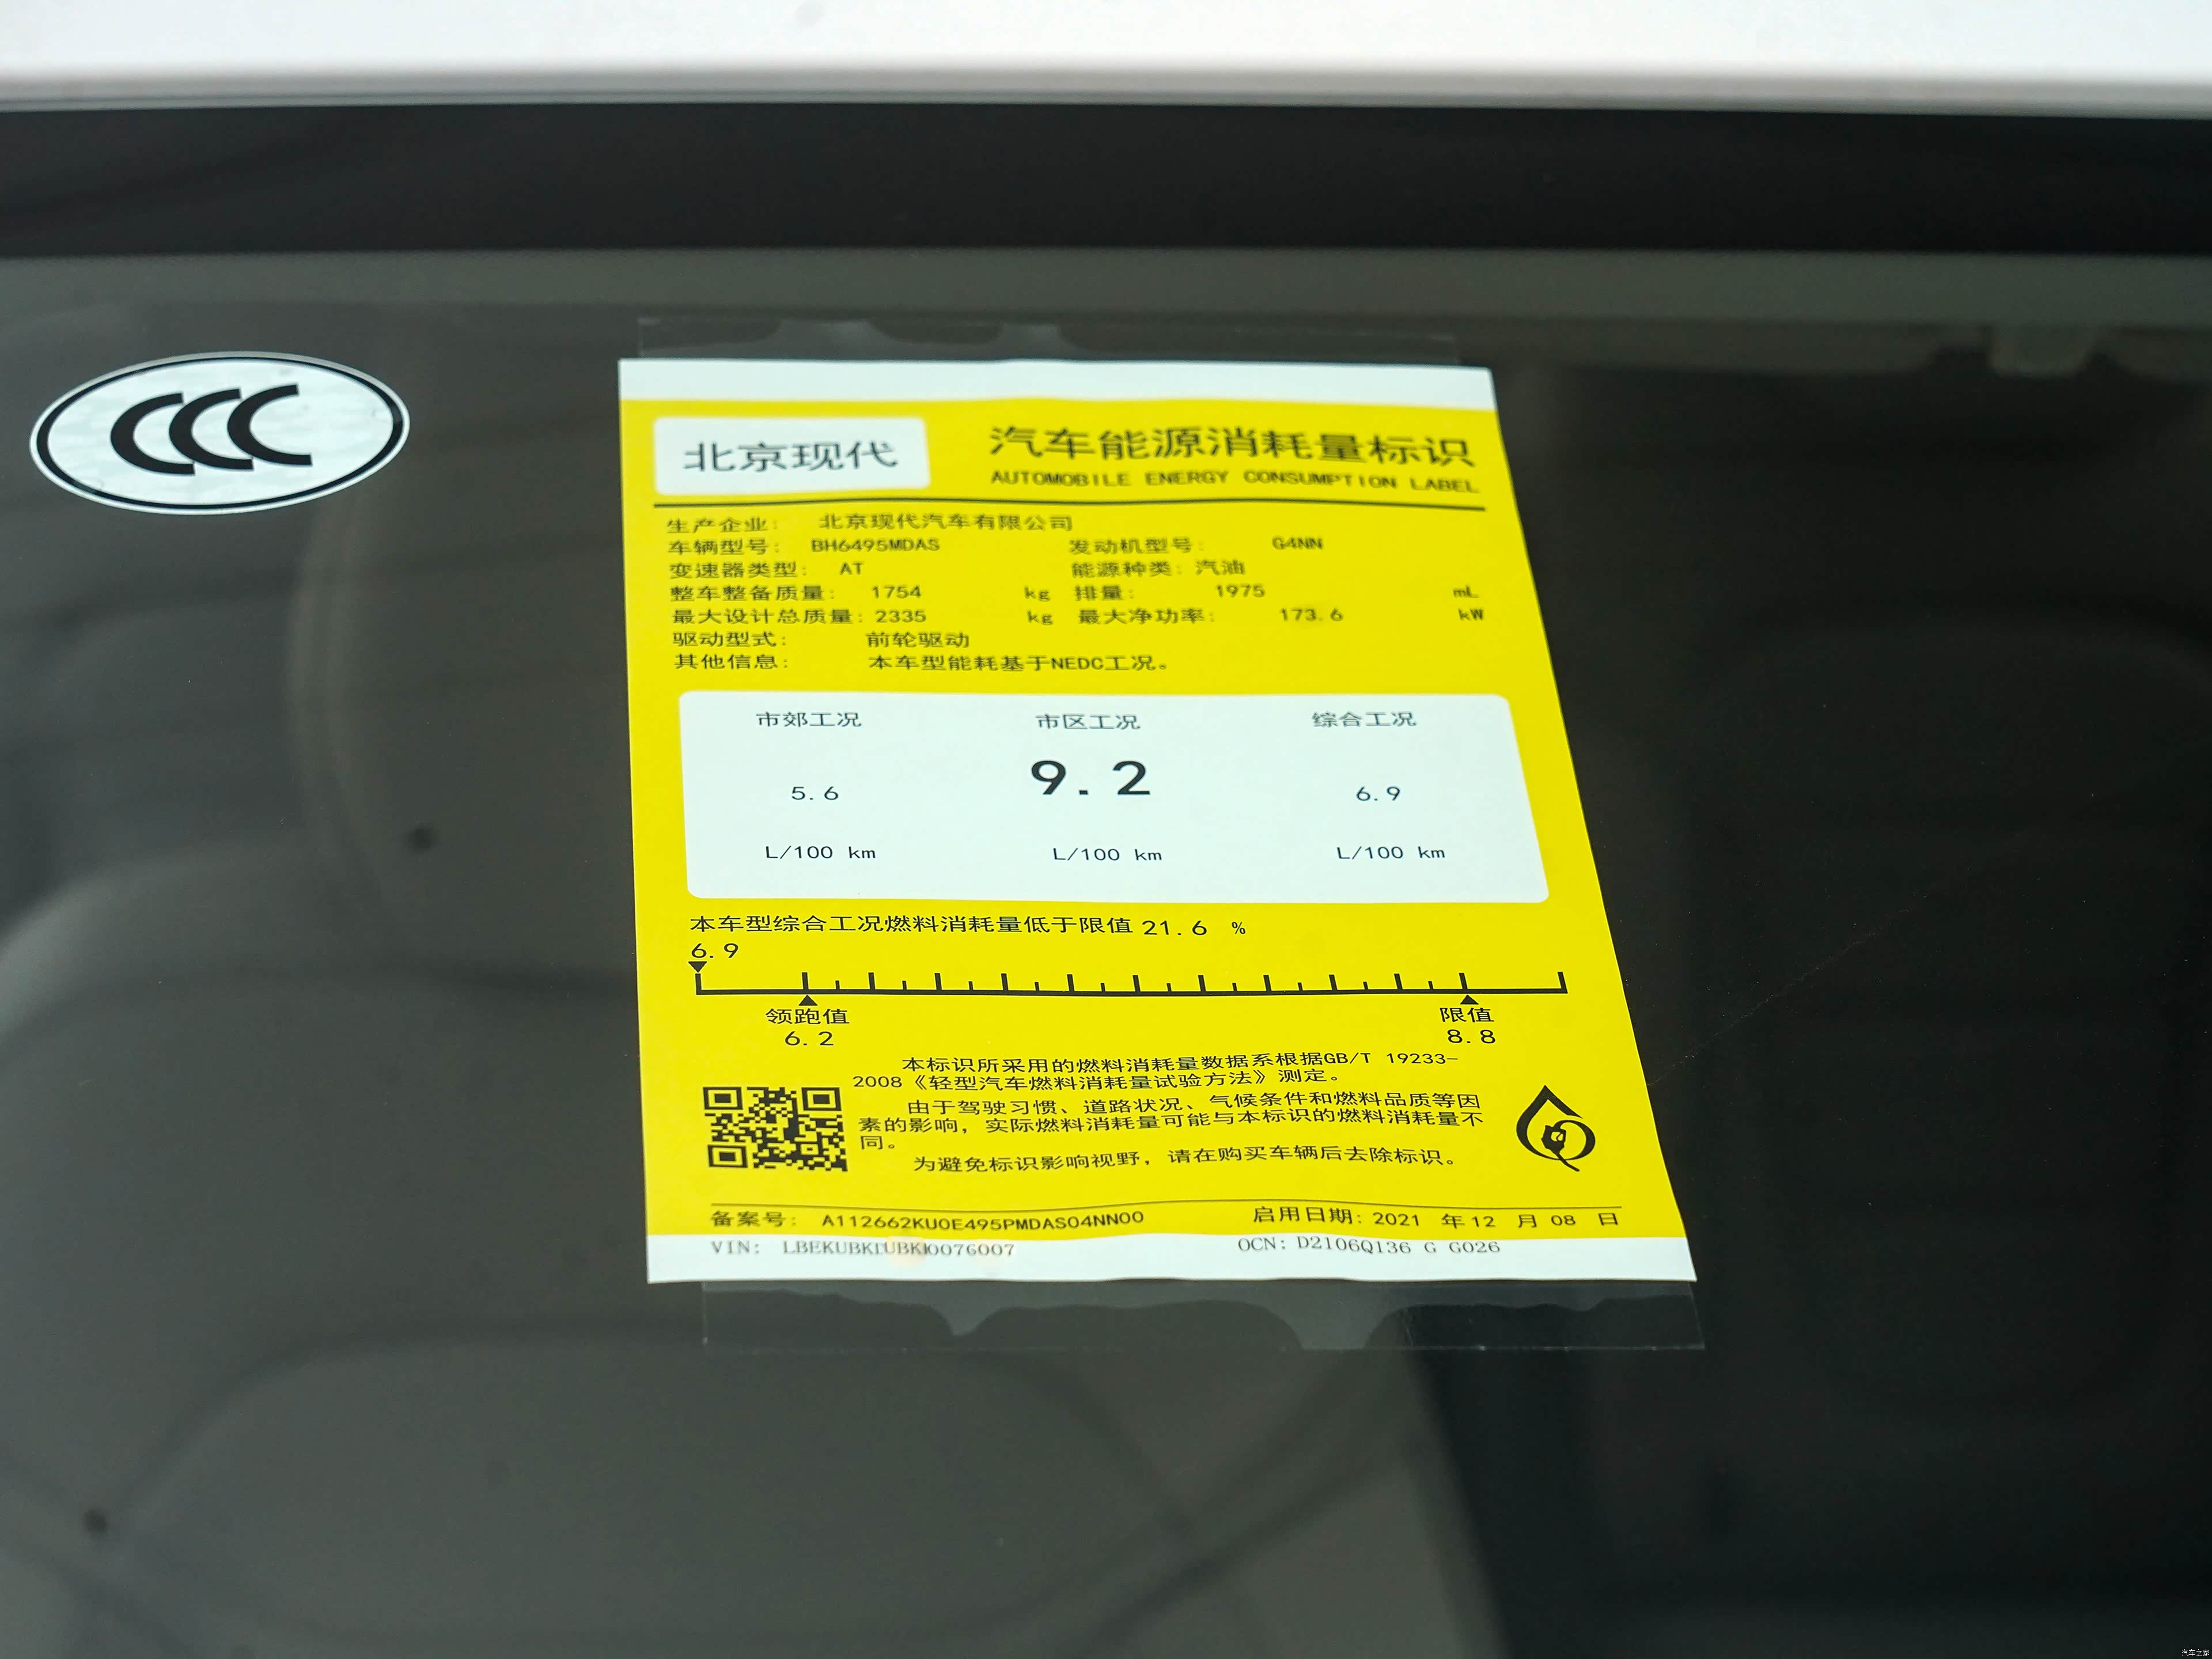 CCC
北京现代
汽车能源消耗量标识
AUTOMOBILE ENERGY CONSUMPTION LABEL
生产企业: 北京现代汽车有限公司
车辆型号: BH6495MDAS 发动机型号: G4NN
变速器类型: AT 能源种类: 汽油
整车整备质量: 1754 kg 排量: 1975 mL
最大设计总质量: 2335 kg 最大净功率: 173.6 kW
驱动型式: 前轮驱动
其他信息: 本车型能耗基于NEDC工况。
市郊工况 市区工况 综合工况
5.6 9.2 6.9
L/100 km L/100 km L/100 km
本车型综合工况燃料消耗量低于限值 21.6 %
6.9
领跑值 限值
6.2 8.8
本标识所采用的燃料消耗量数据系根据GB/T 19233-
2008《轻型汽车燃料消耗量试验方法》测定。
由于驾驶习惯、道路状况、气候条件和燃料品质等因
素的影响，实际燃料消耗量可能与本标识的燃料消耗量不
同。
为避免标识影响视野，请在购买车辆后去除标识。
备案号: A112662KU0E495PMDAS04NN00 启用日期: 2021 年 12 月 08 日
VIN: OCN: D2106Q136 G G026
汽车之家